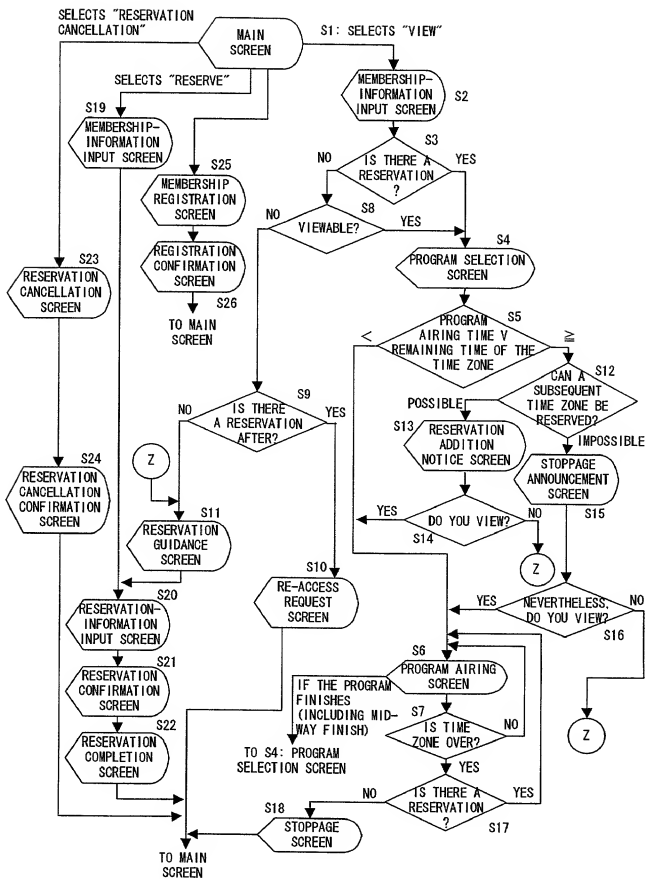 SELECTS "RESERVATION
CANCELLATION"
MAIN
SCREEN
S1: SELECTS "VIEW"
SELECTS "RESERVE"
MEMBERSHIP-
INFORMATION
INPUT SCREEN
S2
S19
MEMBERSHIP-
INFORMATION
INPUT SCREEN
S3
NO
IS THERE A
RESERVATION
?
YES
S25
MEMBERSHIP
REGISTRATION
SCREEN
S8
NO
VIEWABLE?
YES
S4
PROGRAM SELECTION
SCREEN
REGISTRATION
CONFIRMATION
SCREEN
S26
TO MAIN
SCREEN
S23
RESERVATION
CANCELLATION
SCREEN
S5
<
PROGRAM
AIRING TIME V
REMAINING TIME OF THE
TIME ZONE
≧
S12
CAN A
SUBSEQUENT
TIME ZONE BE
RESERVED?
POSSIBLE
IMPOSSIBLE
S9
NO
IS THERE
A RESERVATION
AFTER?
YES
S13
RESERVATION
ADDITION
NOTICE SCREEN
STOPPAGE
ANNOUNCEMENT
SCREEN
S15
Z
S24
RESERVATION
CANCELLATION
CONFIRMATION
SCREEN
S11
RESERVATION
GUIDANCE
SCREEN
YES
DO YOU VIEW?
NO
S14
Z
S10
RE-ACCESS
REQUEST
SCREEN
S20
RESERVATION-
INFORMATION
INPUT SCREEN
YES
NEVERTHELESS,
DO YOU VIEW?
NO
S16
S21
RESERVATION
CONFIRMATION
SCREEN
S6
PROGRAM AIRING
SCREEN
IF THE PROGRAM
FINISHES
(INCLUDING MID-
WAY FINISH)
TO S4: PROGRAM
SELECTION SCREEN
S7
IS TIME
ZONE OVER?
NO
YES
Z
S22
RESERVATION
COMPLETION
SCREEN
NO
IS THERE A
RESERVATION
?
YES
S17
S18
STOPPAGE
SCREEN
TO MAIN
SCREEN